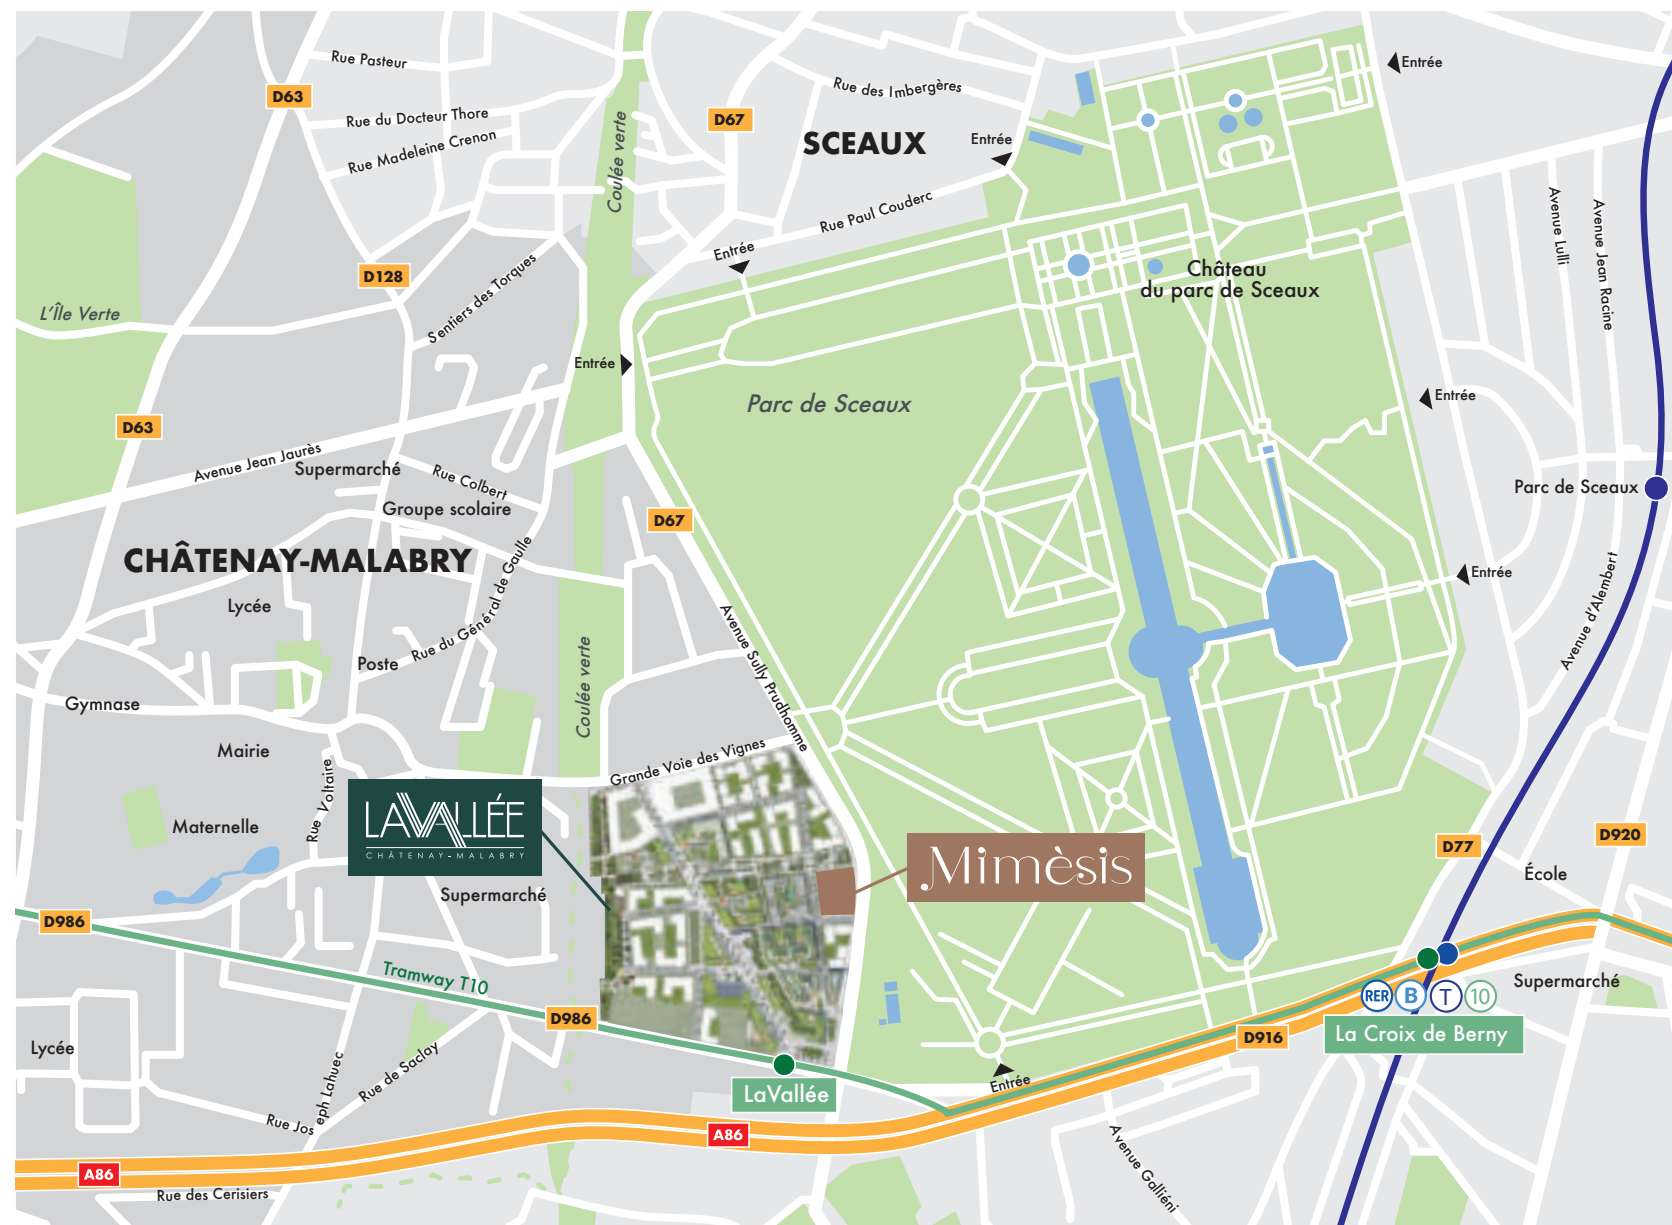 Rue Pasteur
Entrée
D63
Rue des Imbergères
Rue du Docteur Thore
D67
Rue Madeleine Crenon
SCEAUX
Entrée
Coulée verte
Rue Paul Couderc
Avenue Lulli
Avenue Jean Racine
Entrée
D128
Château
du parc de Sceaux
Sentiers des Torques
L'Île Verte
Entrée
Parc de Sceaux
Entrée
D63
Avenue Jean Jaurès
Supermarché
Rue Colbert
Groupe scolaire
D67
Parc de Sceaux
CHÂTENAY-MALABRY
Entrée
Lycée
Rue du Général de Gaulle
Avenue d'Alembert
Poste
Avenue Sully Prudhomme
Coulée verte
Gymnase
Mairie
Grande Voie des Vignes
Rue Voltaire
LAVALLÉE
CHÂTENAY-MALABRY
Maternelle
D77
D920
Mimèsis
École
Supermarché
D986
Tramway T10
Supermarché
RER B T 10
D986
D916
La Croix de Berny
Lycée
Rue de Saclay
Entrée
LaVallée
Rue Joseph Lahuec
A86
A86
Avenue Galliéni
Rue des Cerisiers